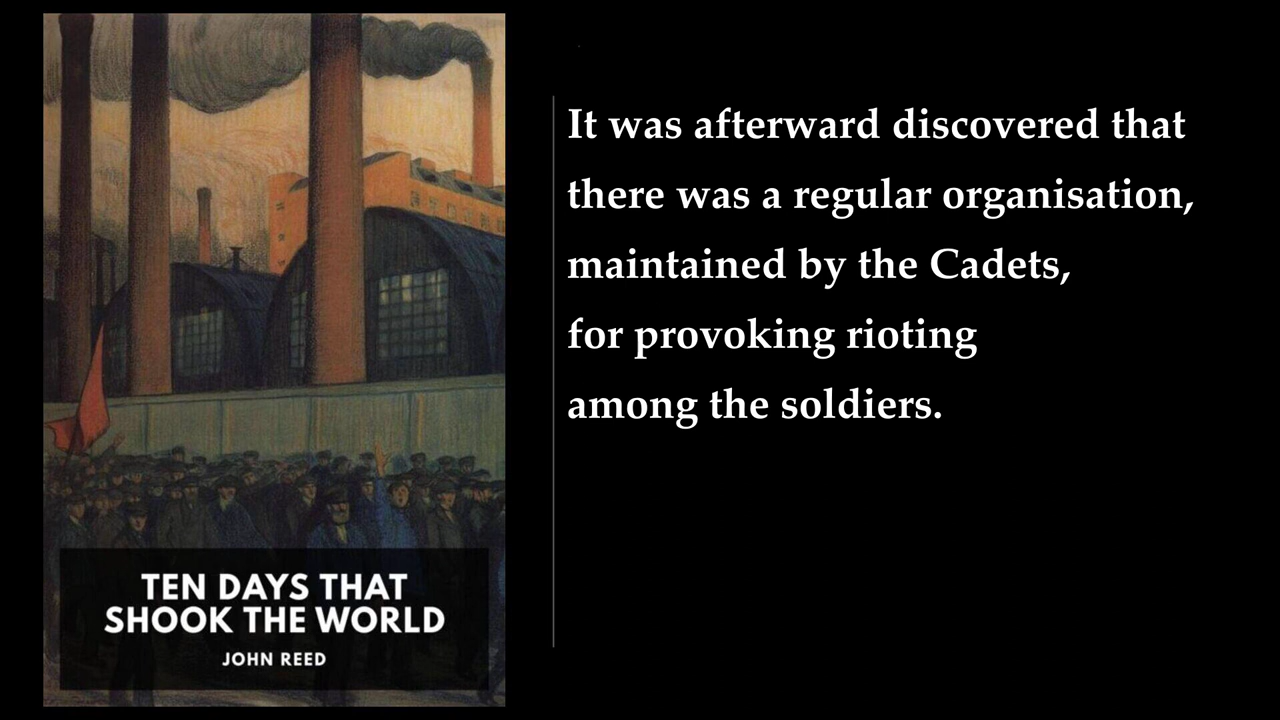 It was afterward discovered that
there was a regular organisation,
maintained by the Cadets,
for provoking rioting
among the soldiers.
TEN DAYS THAT
SHOOK THE WORLD
JOHN REED